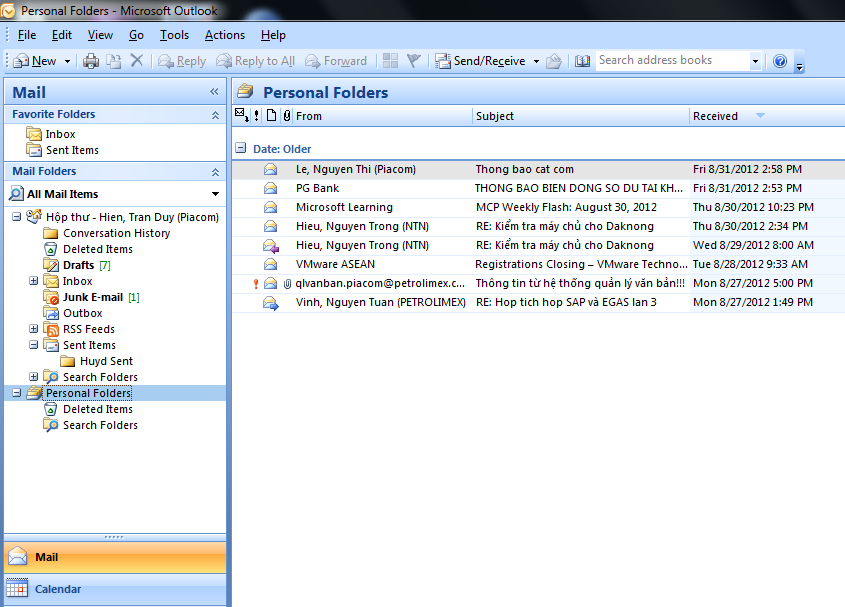 Personal Folders - Microsoft Outlook
File Edit View Go Tools Actions Help
New Reply Reply to All Forward Send/Receive Search address books
Mail
Favorite Folders
Inbox
Sent Items
Mail Folders
All Mail Items
Hộp thư - Hien, Tran Duy (Piacom)
Conversation History
Deleted Items
Drafts [7]
Inbox
Junk E-mail [1]
Outbox
RSS Feeds
Sent Items
Huyd Sent
Search Folders
Personal Folders
Deleted Items
Search Folders
Mail
Calendar
Personal Folders
From Subject Received
Date: Older
Le, Nguyen Thi (Piacom) Thong bao cat com Fri 8/31/2012 2:58 PM
PG Bank THONG BAO BIEN DONG SO DU TAI KH... Fri 8/31/2012 2:53 PM
Microsoft Learning MCP Weekly Flash: August 30, 2012 Thu 8/30/2012 10:23 PM
Hieu, Nguyen Trong (NTN) RE: Kiểm tra máy chủ cho Daknong Thu 8/30/2012 2:34 PM
Hieu, Nguyen Trong (NTN) RE: Kiểm tra máy chủ cho Daknong Wed 8/29/2012 8:00 AM
VMware ASEAN Registrations Closing – VMware Techno... Tue 8/28/2012 9:33 AM
qlvanban.piacom@petrolimex.c... Thông tin từ hệ thống quản lý văn bản!!! Mon 8/27/2012 5:00 PM
Vinh, Nguyen Tuan (PETROLIMEX) RE: Họp tich hop SAP và EGAS lan 3 Mon 8/27/2012 1:49 PM